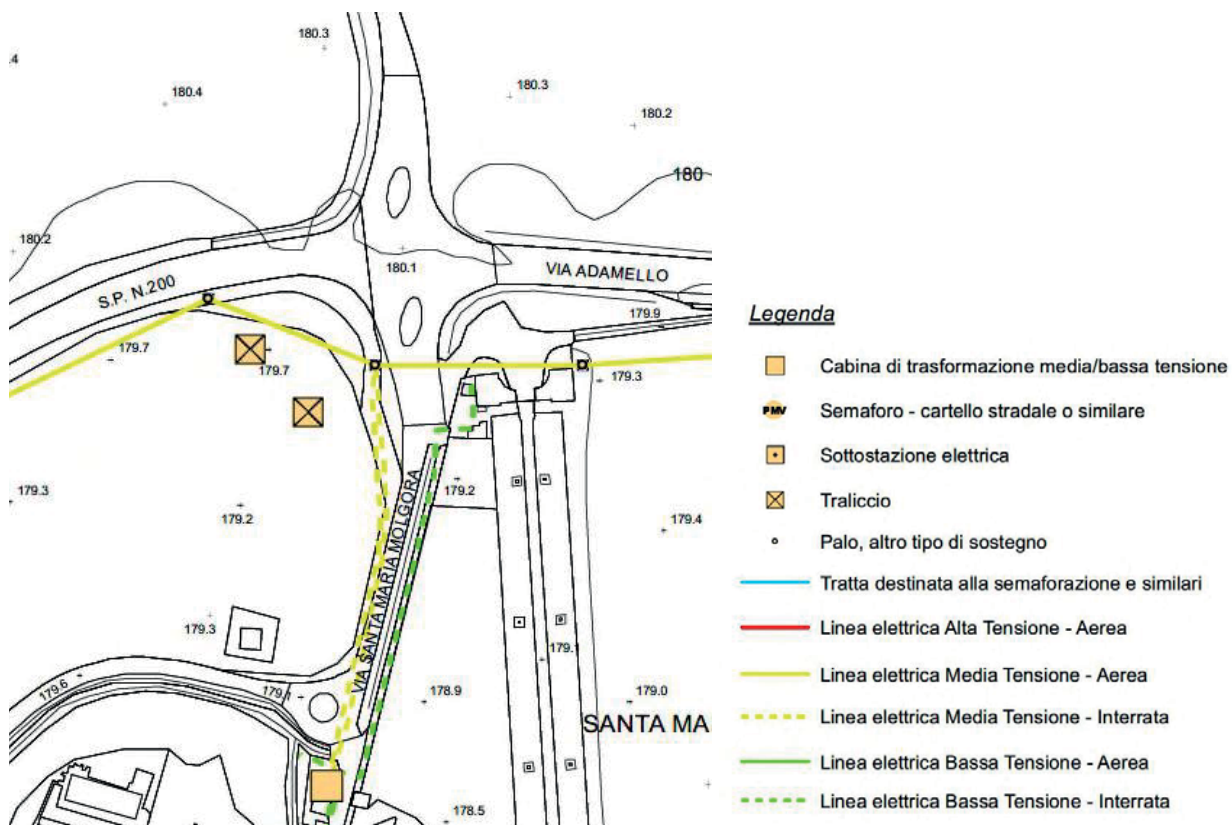 180.3
.4
180.4
180.3
180.2
180
180.2
180.1
VIA ADAMELLO
S.P. N.200
179.9
179.7
179.7
179.3
179.3
179.2
179.2
179.4
VIA SANTA MARIA MOLGORA
179.3
179.1
179.6
179.1
178.9
179.0
SANTA MA
178.5
Legenda
Cabina di trasformazione media/bassa tensione
PMV Semaforo - cartello stradale o similare
Sottostazione elettrica
Traliccio
Palo, altro tipo di sostegno
Tratta destinata alla semaforazione e similari
Linea elettrica Alta Tensione - Aerea
Linea elettrica Media Tensione - Aerea
Linea elettrica Media Tensione - Interrata
Linea elettrica Bassa Tensione - Aerea
Linea elettrica Bassa Tensione - Interrata